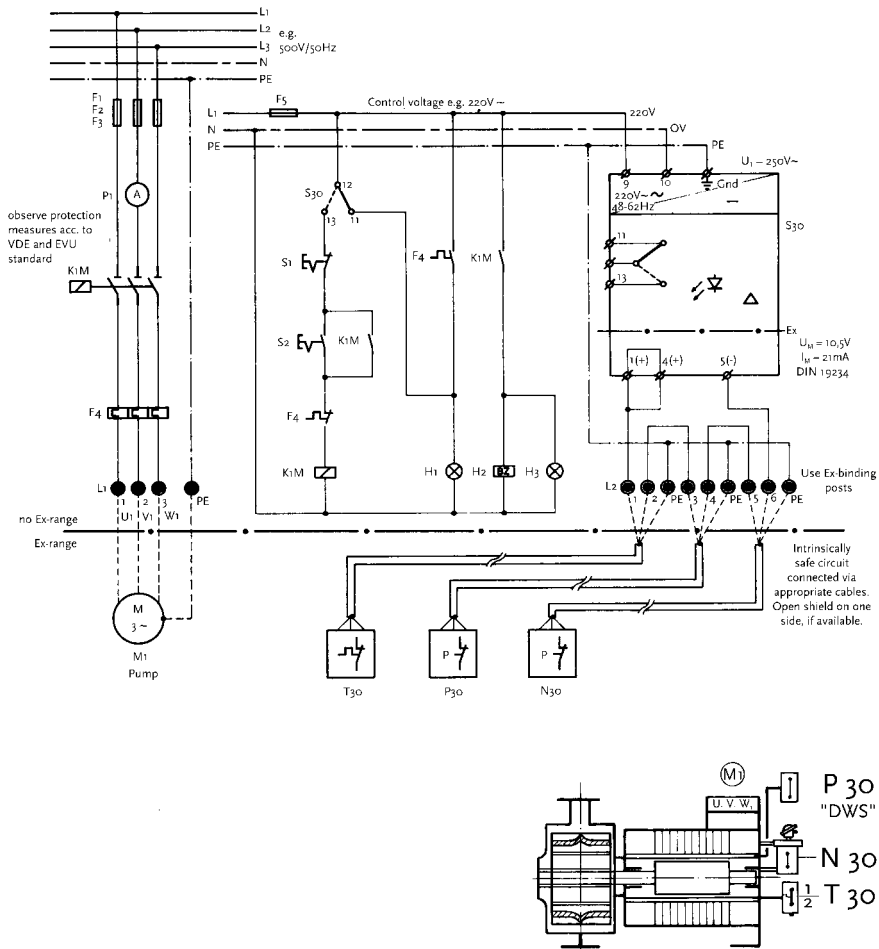 L1
L2 e.g.
L3 500V/50Hz
N
PE
F1
F2
F3
F5
L1
N
PE
Control voltage e.g. 220V ~
220V
0V
PE
U1 – 250V~
9
10
Gnd
220V~
48-62Hz
S30
P1
A
observe protection
measures acc. to
VDE and EVU
standard
S30
12
13
11
11
13
K1M
S1
F4
K1M
S2
K1M
Ex
UM = 10,5V
IM – 21mA
DIN 19234
1(+)
4(+)
5(-)
F4
F4
K1M
H1
H2
BZ
H3
L1
1
2
3
PE
U1
V1
W1
L2
1
2
PE
3
4
PE
5
6
PE
Use Ex-binding
posts
no Ex-range
Ex-range
Intrinsically
safe circuit
connected via
appropriate cables.
Open shield on one
side, if available.
M
3 ~
M1
Pump
P
P
T30
P30
N30
M1
U. V. W,
P 30
"DWS"
N 30
1/2 T 30